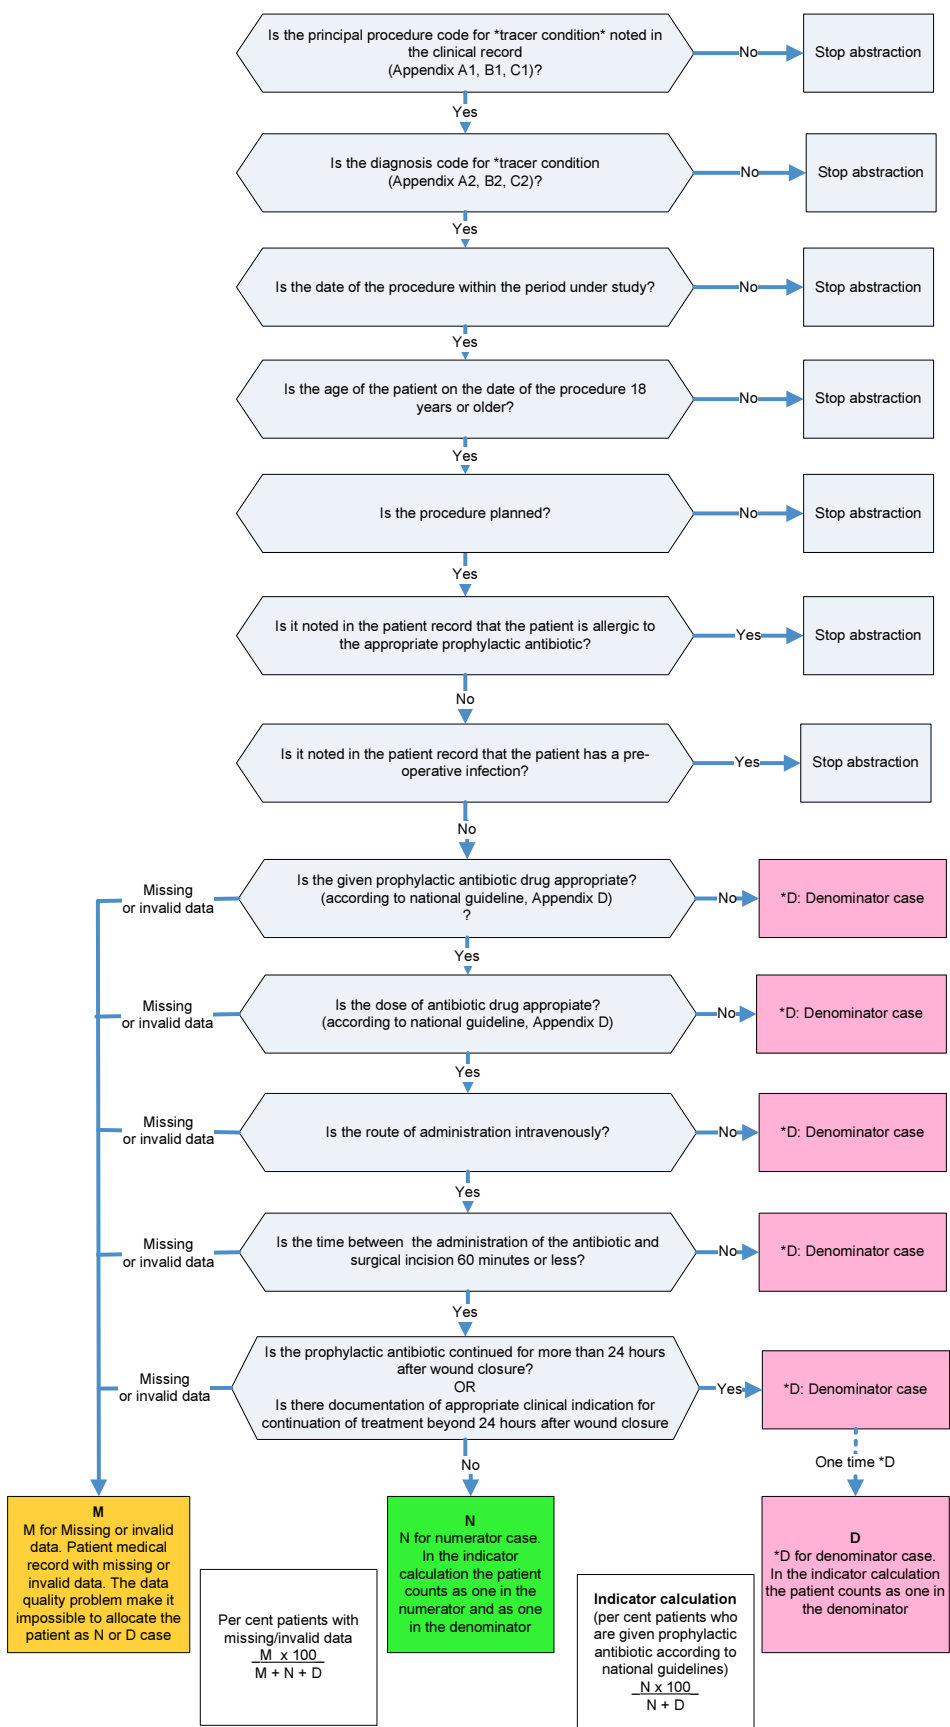 Is the principal procedure code for *tracer condition* noted in
the clinical record
(Appendix A1, B1, C1)?
No
Stop abstraction
Yes
Is the diagnosis code for *tracer condition
(Appendix A2, B2, C2)?
No
Stop abstraction
Yes
Is the date of the procedure within the period under study?
No
Stop abstraction
Yes
Is the age of the patient on the date of the procedure 18
years or older?
No
Stop abstraction
Yes
Is the procedure planned?
No
Stop abstraction
Yes
Is it noted in the patient record that the patient is allergic to
the appropriate prophylactic antibiotic?
Yes
Stop abstraction
No
Is it noted in the patient record that the patient has a pre-
operative infection?
Yes
Stop abstraction
No
Missing
or invalid data
Is the given prophylactic antibiotic drug appropriate?
(according to national guideline, Appendix D)
?
No
*D: Denominator case
Yes
Missing
or invalid data
Is the dose of antibiotic drug appropiate?
(according to national guideline, Appendix D)
No
*D: Denominator case
Yes
Missing
or invalid data
Is the route of administration intravenously?
No
*D: Denominator case
Yes
Missing
or invalid data
Is the time between the administration of the antibiotic and
surgical incision 60 minutes or less?
No
*D: Denominator case
Yes
Missing
or invalid data
Is the prophylactic antibiotic continued for more than 24 hours
after wound closure?
OR
Is there documentation of appropriate clinical indication for
continuation of treatment beyond 24 hours after wound closure
Yes
*D: Denominator case
No
One time *D
M
M for Missing or invalid
data. Patient medical
record with missing or
invalid data. The data
quality problem make it
impossible to allocate the
patient as N or D case
Per cent patients with
missing/invalid data
M x 100
M + N + D
N
N for numerator case.
In the indicator
calculation the patient
counts as one in the
numerator and as one
in the denominator
Indicator calculation
(per cent patients who
are given prophylactic
antibiotic according to
national guidelines)
N x 100
N + D
D
*D for denominator case.
In the indicator calculation
the patient counts as one in
the denominator